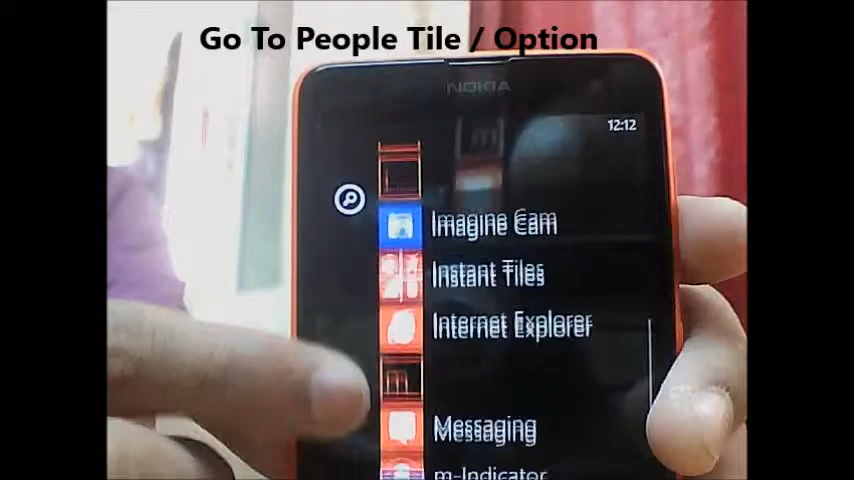 Go To People Tile / Option
NOKIA
12:12
Imagine Cam
Instant Tiles
Internet Explorer
m
Messaging
m-Indicator